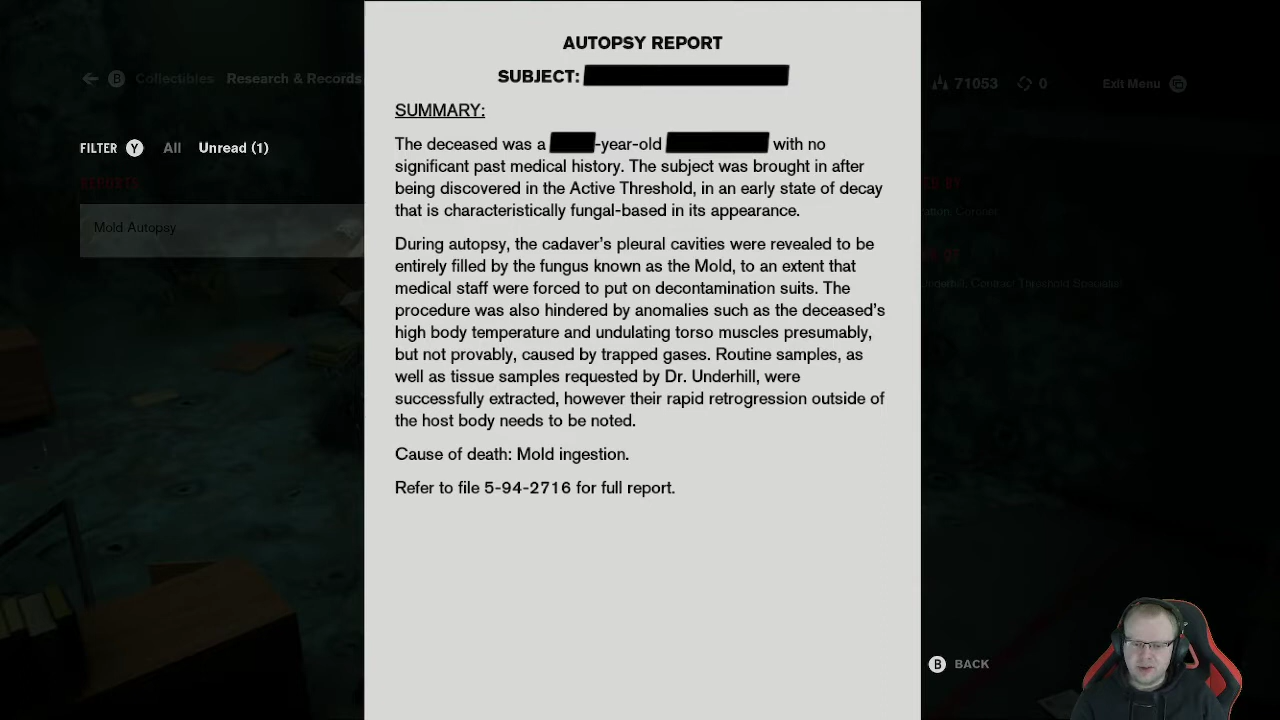 AUTOPSY REPORT
SUBJECT:
B Collectibles Research & Records
71053 0 Exit Menu
SUMMARY:
FILTER Y All Unread (1)
The deceased was a -year-old with no
significant past medical history. The subject was brought in after
REPORTS
being discovered in the Active Threshold, in an early state of decay
that is characteristically fungal-based in its appearance.
Mold Autopsy
During autopsy, the cadaver's pleural cavities were revealed to be
entirely filled by the fungus known as the Mold, to an extent that
medical staff were forced to put on decontamination suits. The
procedure was also hindered by anomalies such as the deceased's
high body temperature and undulating torso muscles presumably,
but not provably, caused by trapped gases. Routine samples, as
well as tissue samples requested by Dr. Underhill, were
successfully extracted, however their rapid retrogression outside of
the host body needs to be noted.
Cause of death: Mold ingestion.
Refer to file 5-94-2716 for full report.
Coroner
Underhill, Contract Threshold Specialist
B BACK